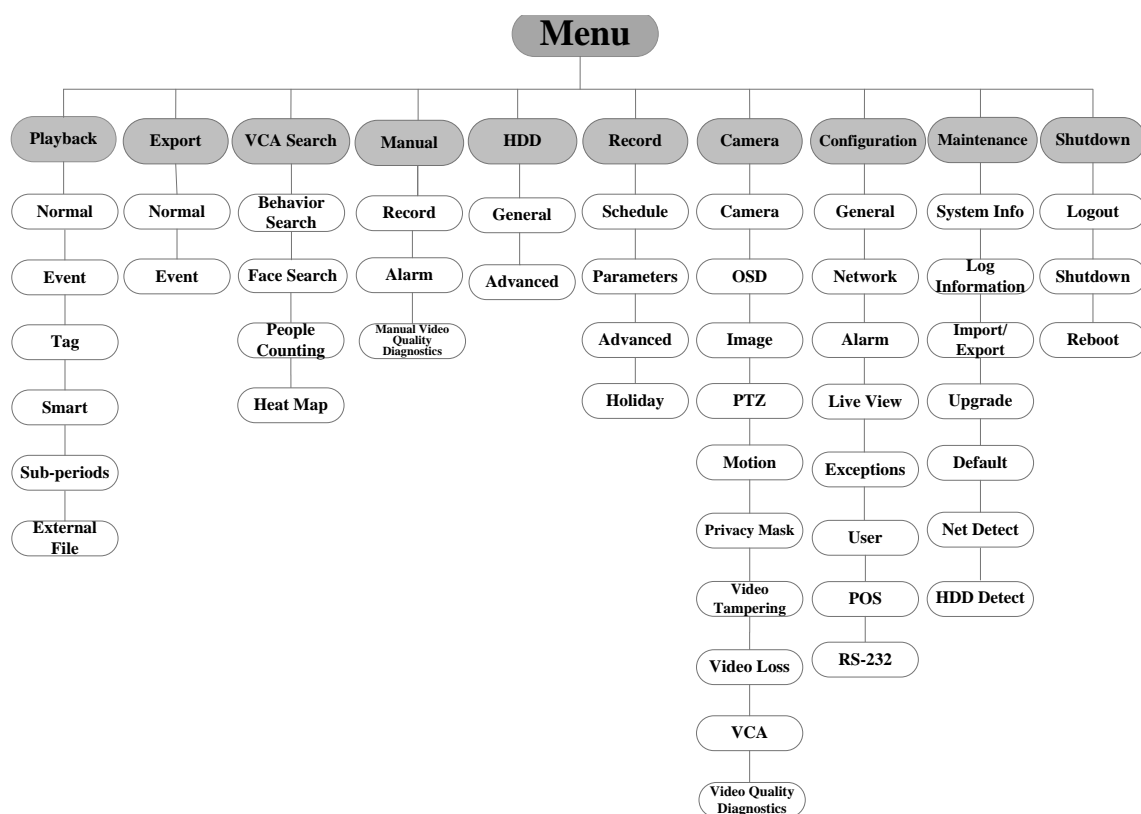 Menu
Playback
Export
VCA Search
Manual
HDD
Record
Camera
Configuration
Maintenance
Shutdown
Normal
Event
Tag
Smart
Sub-periods
External
File
Normal
Event
Behavior
Search
Face Search
People
Counting
Heat Map
Record
Alarm
Manual Video
Quality
Diagnostics
General
Advanced
Schedule
Parameters
Advanced
Holiday
Camera
OSD
Image
PTZ
Motion
Privacy Mask
Video
Tampering
Video Loss
VCA
Video Quality
Diagnostics
General
Network
Alarm
Live View
Exceptions
User
POS
RS-232
System Info
Log
Information
Import/
Export
Upgrade
Default
Net Detect
HDD Detect
Logout
Shutdown
Reboot